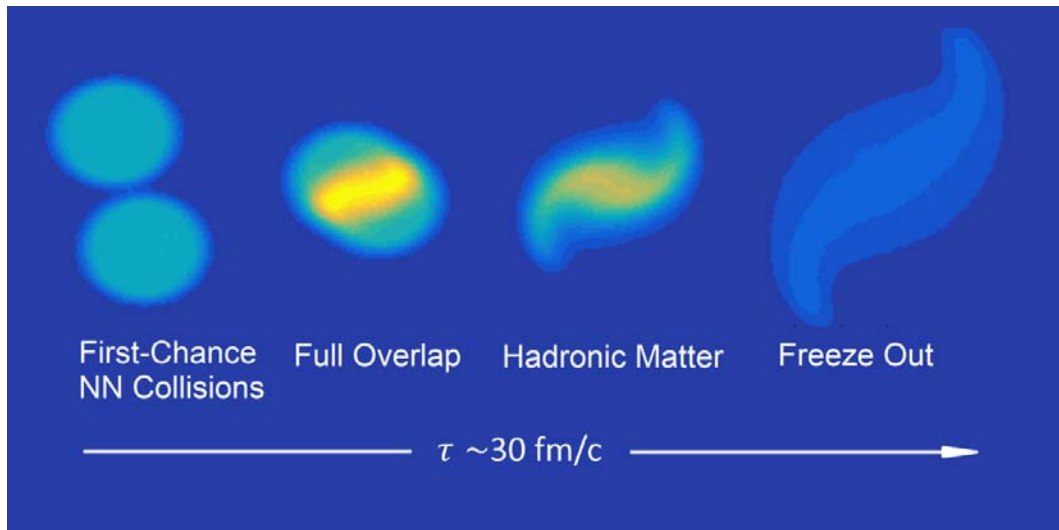 First-Chance
NN Collisions
Full Overlap
Hadronic Matter
Freeze Out
τ ~30 fm/c